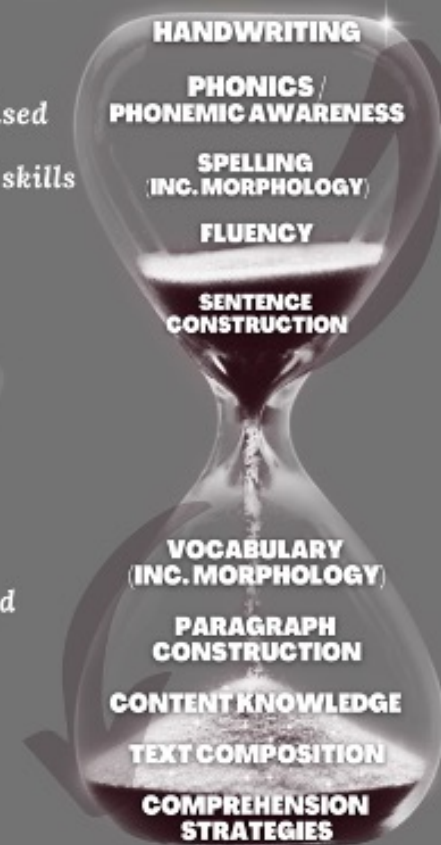 HANDWRITING
PHONICS /
PHONEMIC AWARENESS
SPELLING
(INC. MORPHOLOGY)
skills
FLUENCY
SENTENCE
CONSTRUCTION
VOCABULARY
(INC. MORPHOLOGY)
PARAGRAPH
CONSTRUCTION
CONTENT KNOWLEDGE
TEXT COMPOSITION
COMPREHENSION
STRATEGIES